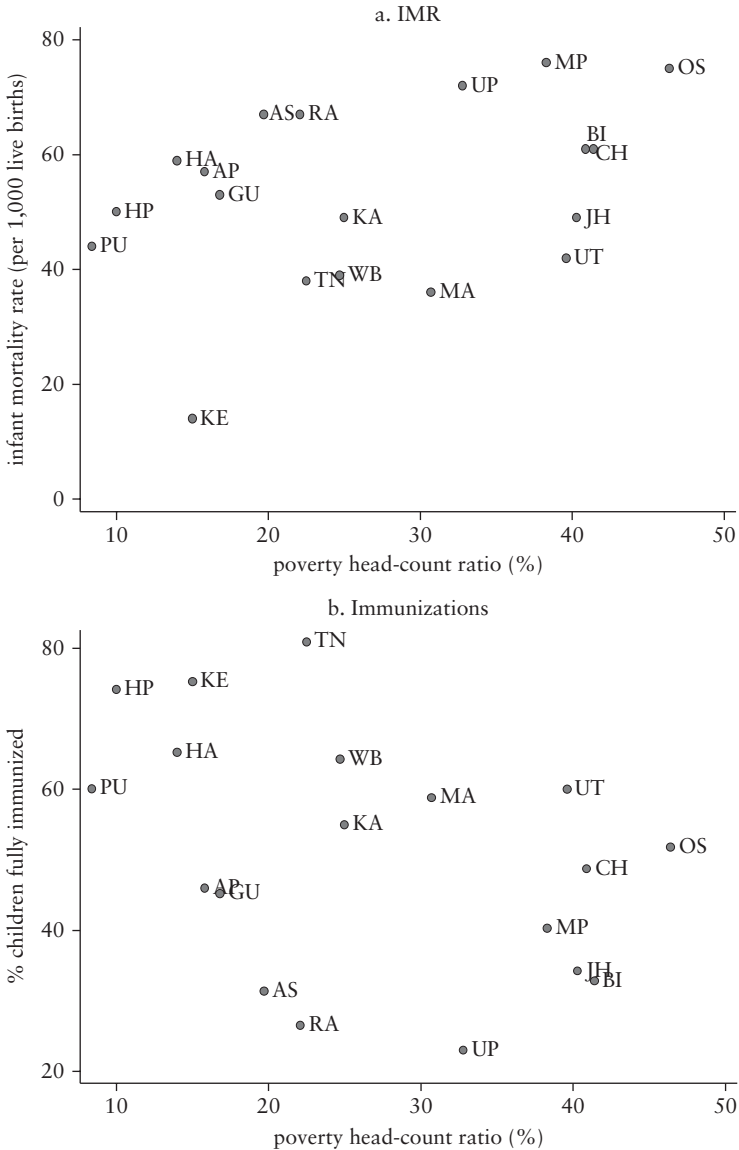 a. IMR
infant mortality rate (per 1,000 live births)
80
60
40
20
0
MP
OS
UP
AS
RA
BI
CH
HA
AP
GU
HP
KA
JH
PU
UT
TN
WB
MA
KE
10
20
30
40
50
poverty head-count ratio (%)
b. Immunizations
% children fully immunized
80
60
40
20
TN
KE
HP
HA
WB
PU
UT
MA
KA
OS
CH
AP
GU
MP
JH
BI
AS
RA
UP
10
20
30
40
50
poverty head-count ratio (%)